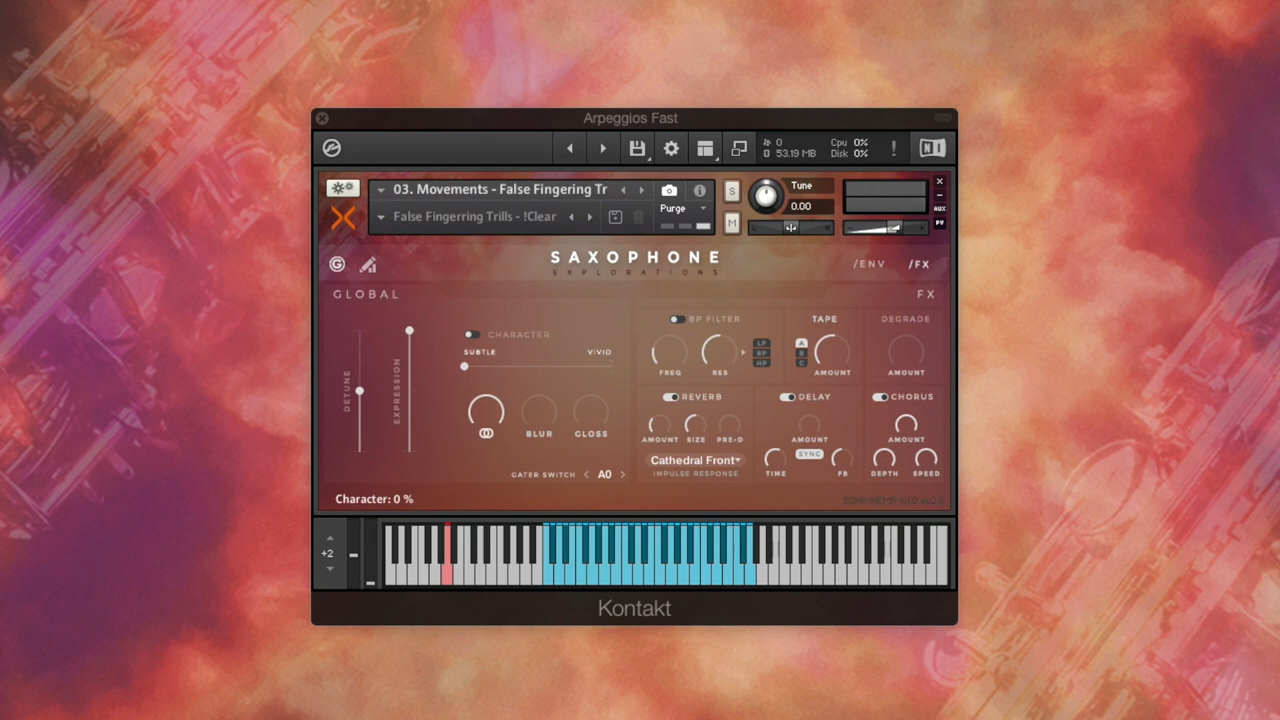 Arpeggios Fast
0
53.19 MB
Cpu 0%
Disk 0%
!
NI
03. Movements - False Fingering Tr
Purge
S
M
Tune
0.00
AUX
PV
False Fingerring Trills - !Clear
L
R
G
SAXOPHONE
EXPLORATIONS
/ENV
/FX
GLOBAL
FX
DETUNE
EXPRESSION
CHARACTER
SUBTLE
VIVID
BLUR
GLOSS
GATER SWITCH < A0 >
BP FILTER
FREQ
RES
LP
BP
HP
TAPE
A
B
C
AMOUNT
DEGRADE
AMOUNT
REVERB
AMOUNT
SIZE
PRE-D
Cathedral Front
IMPULSE RESPONSE
DELAY
AMOUNT
SYNC
TIME
FB
CHORUS
AMOUNT
DEPTH
SPEED
Character: 0 %
+2
Kontakt